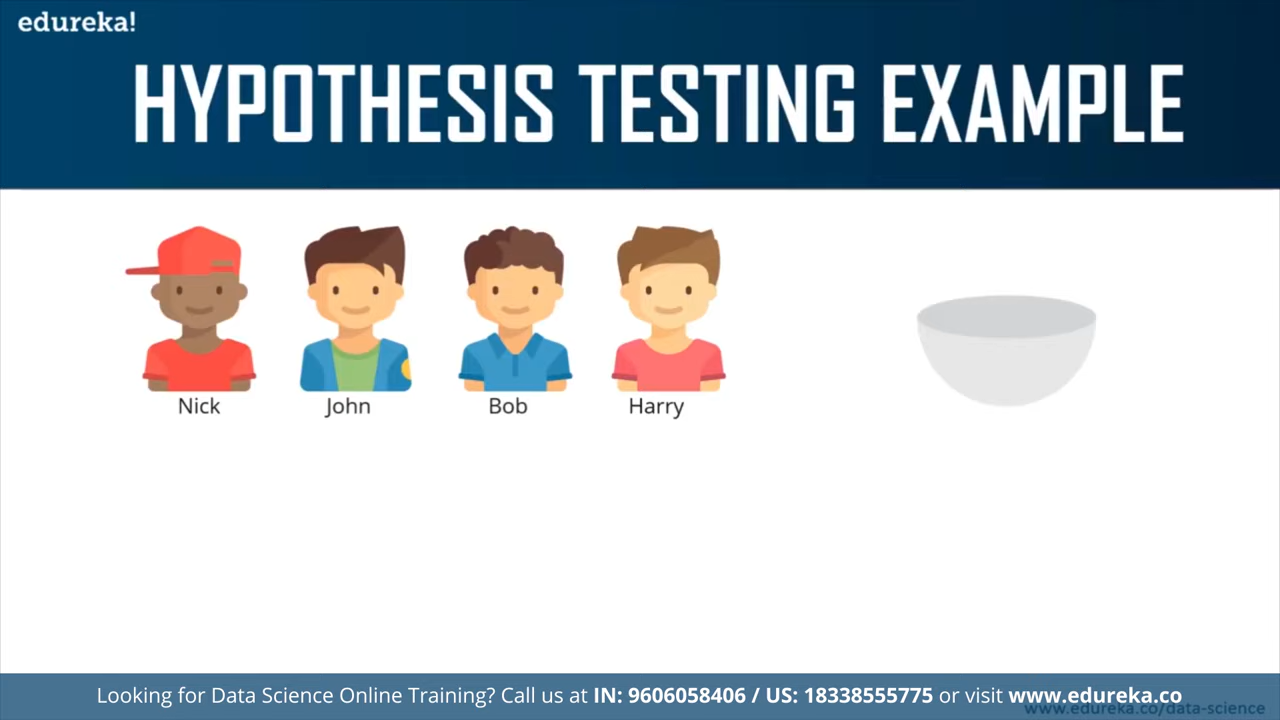 edureka!
HYPOTHESIS TESTING EXAMPLE
Nick John Bob Harry
Looking for Data Science Online Training? Call us at IN: 9606058406 / US: 18338555775 or visit www.edureka.co
www.edureka.co/data-science